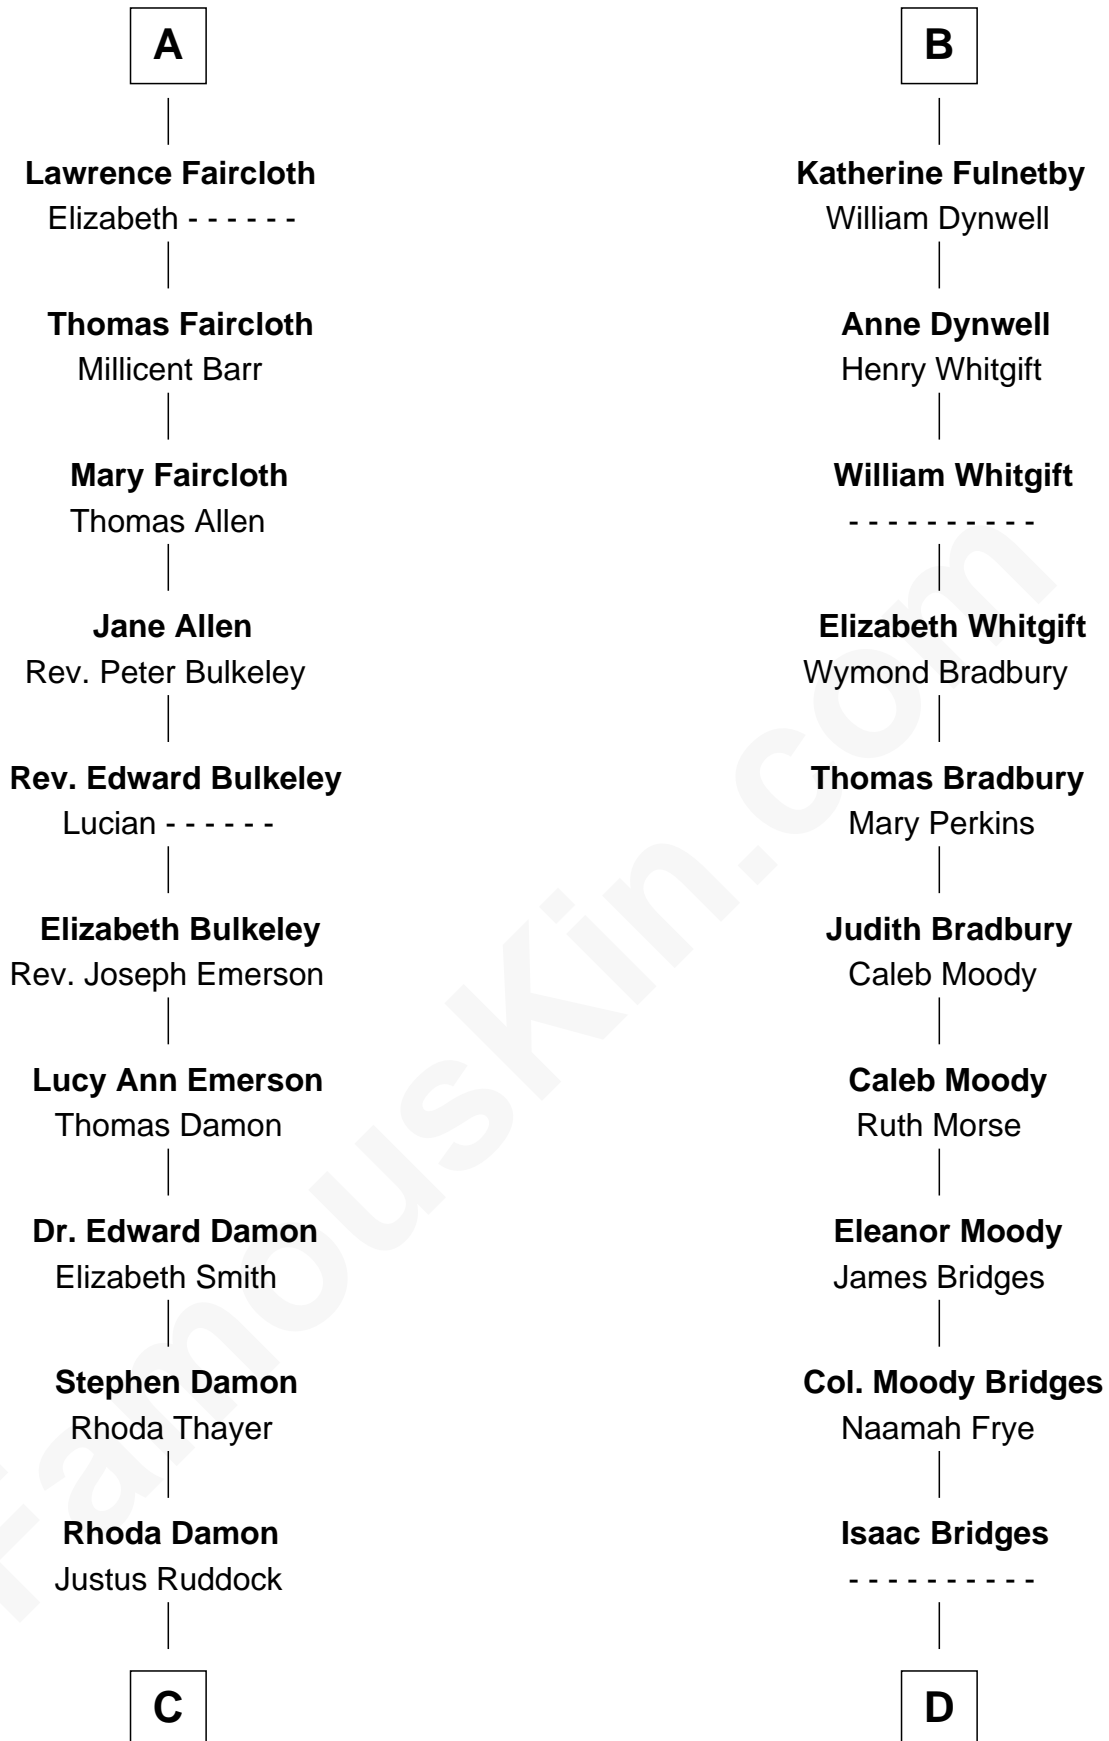 A
Lawrence Faircloth
Elizabeth - - - - - -
Thomas Faircloth
Millicent Barr
Mary Faircloth
Thomas Allen
Jane Allen
Rev. Peter Bulkeley
Rev. Edward Bulkeley
Lucian - - - - - -
Elizabeth Bulkeley
Rev. Joseph Emerson
Lucy Ann Emerson
Thomas Damon
Dr. Edward Damon
Elizabeth Smith
Stephen Damon
Rhoda Thayer
Rhoda Damon
Justus Ruddock
C
B
Katherine Fulnetby
William Dynwell
Anne Dynwell
Henry Whitgift
William Whitgift
- - - - - - - - - -
Elizabeth Whitgift
Wymond Bradbury
Thomas Bradbury
Mary Perkins
Judith Bradbury
Caleb Moody
Caleb Moody
Ruth Morse
Eleanor Moody
James Bridges
Col. Moody Bridges
Naamah Frye
Isaac Bridges
- - - - - - - - - -
D
FamousKin.com